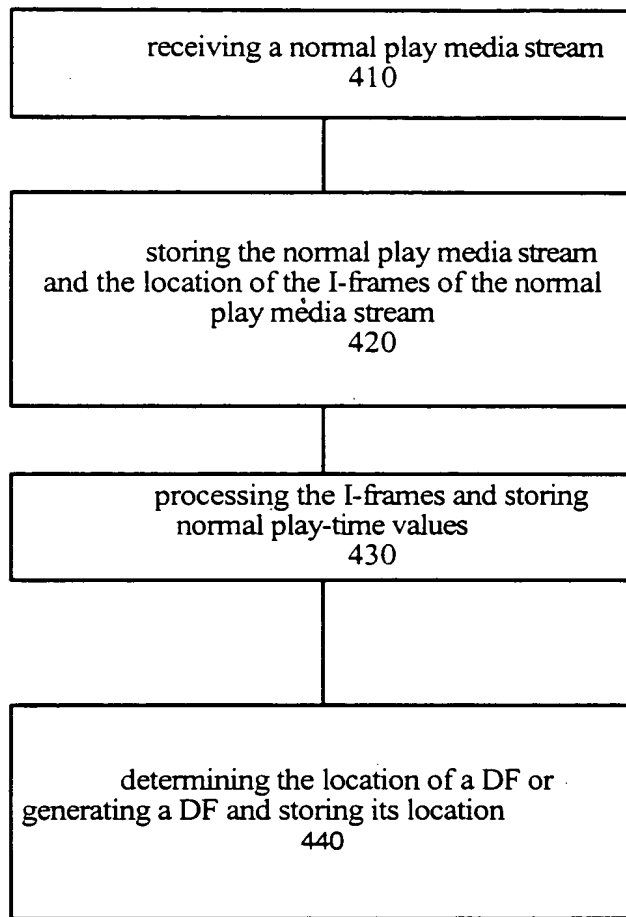 receiving a normal play media stream
410
storing the normal play media stream
and the location of the I-frames of the normal
play media stream
420
processing the I-frames and storing
normal play-time values
430
determining the location of a DF or
generating a DF and storing its location
440